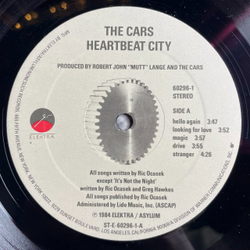 THE CARS
HEARTBEAT CITY
PRODUCED BY ROBERT JOHN "MUTT" LANGE AND THE CARS
ELEKTRA
60296-1
STEREO
SIDE A
hello again 3:47
looking for love 3:52
magic 3:57
drive 3:55
stranger 4:26
All songs written by Ric Ocasek
except 'It's Not the Night'
written by Ric Ocasek and Greg Hawkes
All songs published by Ric Ocasek
Administered by Lido Music, Inc. (ASCAP)
℗ 1984 ELEKTRA / ASYLUM
ST-E-60296-1-A